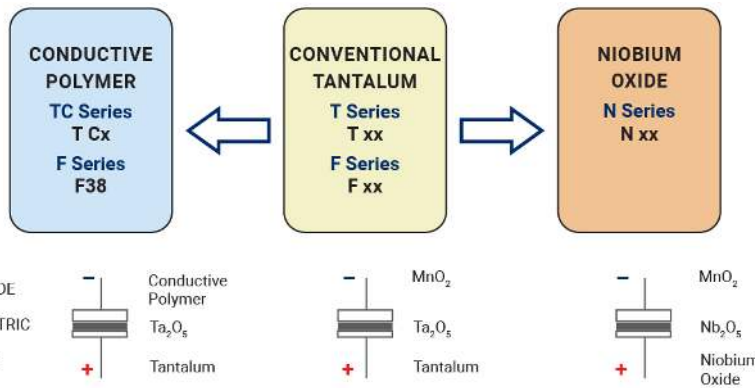 CONDUCTIVE
POLYMER
TC Series
T Cx
F Series
F38
CONVENTIONAL
TANTALUM
T Series
T xx
F Series
F xx
NIOBIUM
OXIDE
N Series
N xx
DE
TRIC
− Conductive
Polymer
Ta₂O₅
+ Tantalum
− MnO₂
Ta₂O₅
+ Tantalum
− MnO₂
Nb₂O₅
+ Niobium
Oxide